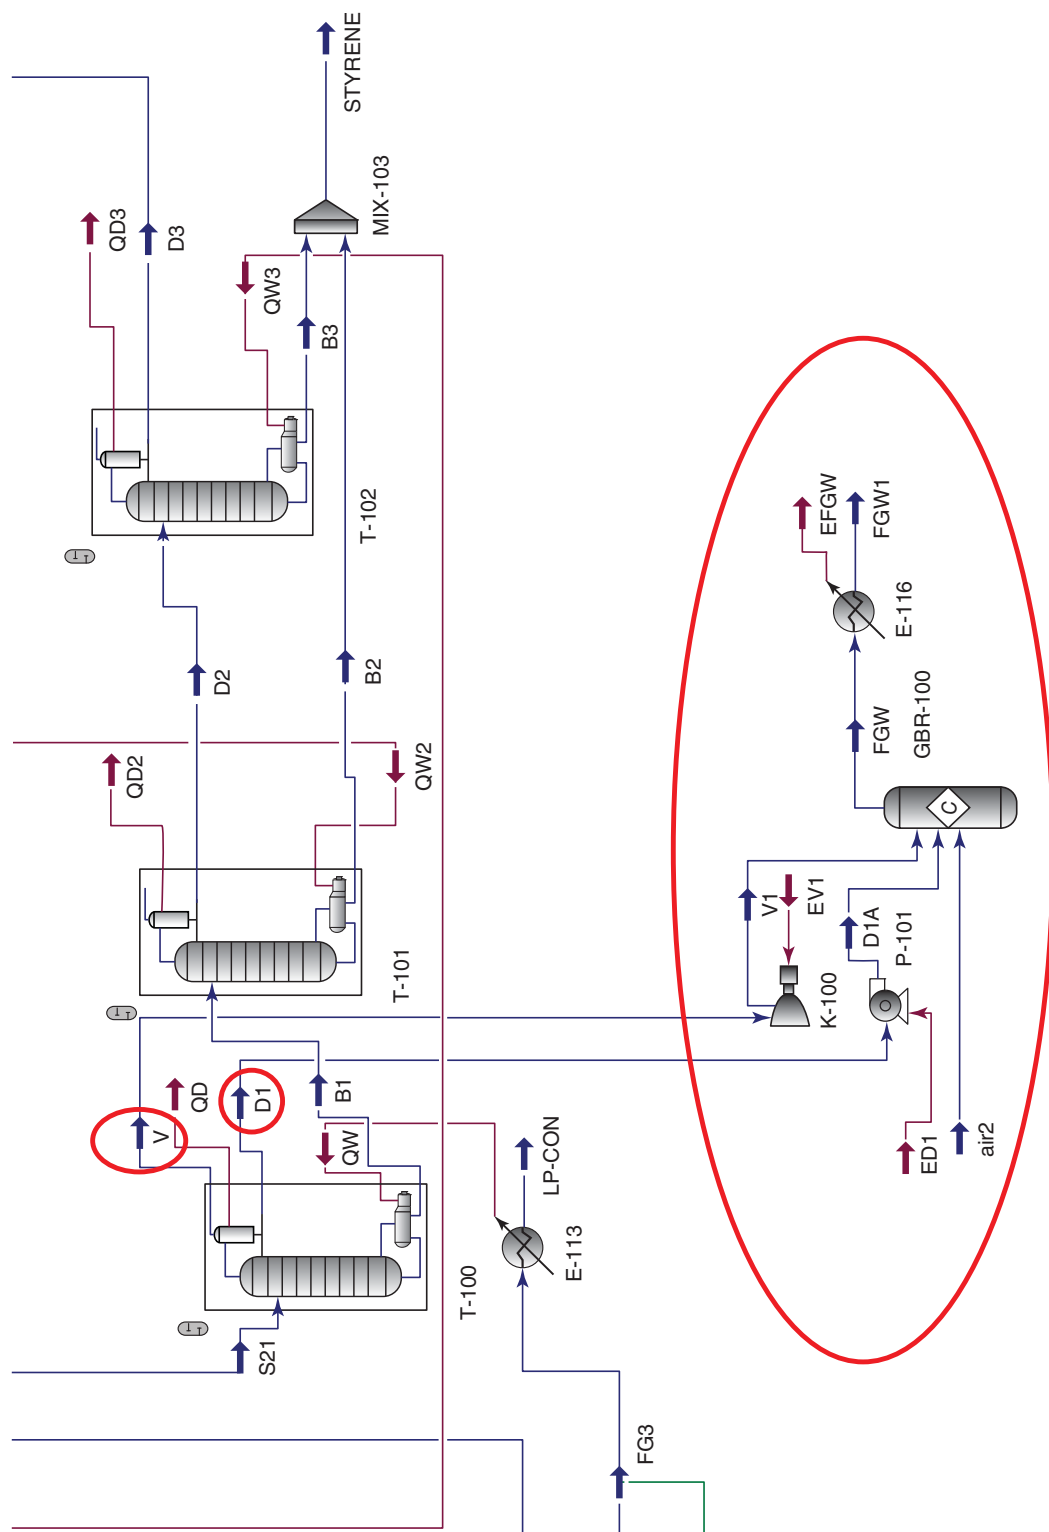 STYRENE
QD3
D3
MIX-103
QW3
B3
T-102
D2
B2
QD2
QW2
T-101
EFGW
FGW1
E-116
FGW
GBR-100
C
V1
EV1
D1A
P-101
K-100
V
QD
D1
B1
QW
LP-CON
ED1
air2
T-100
E-113
S21
FG3